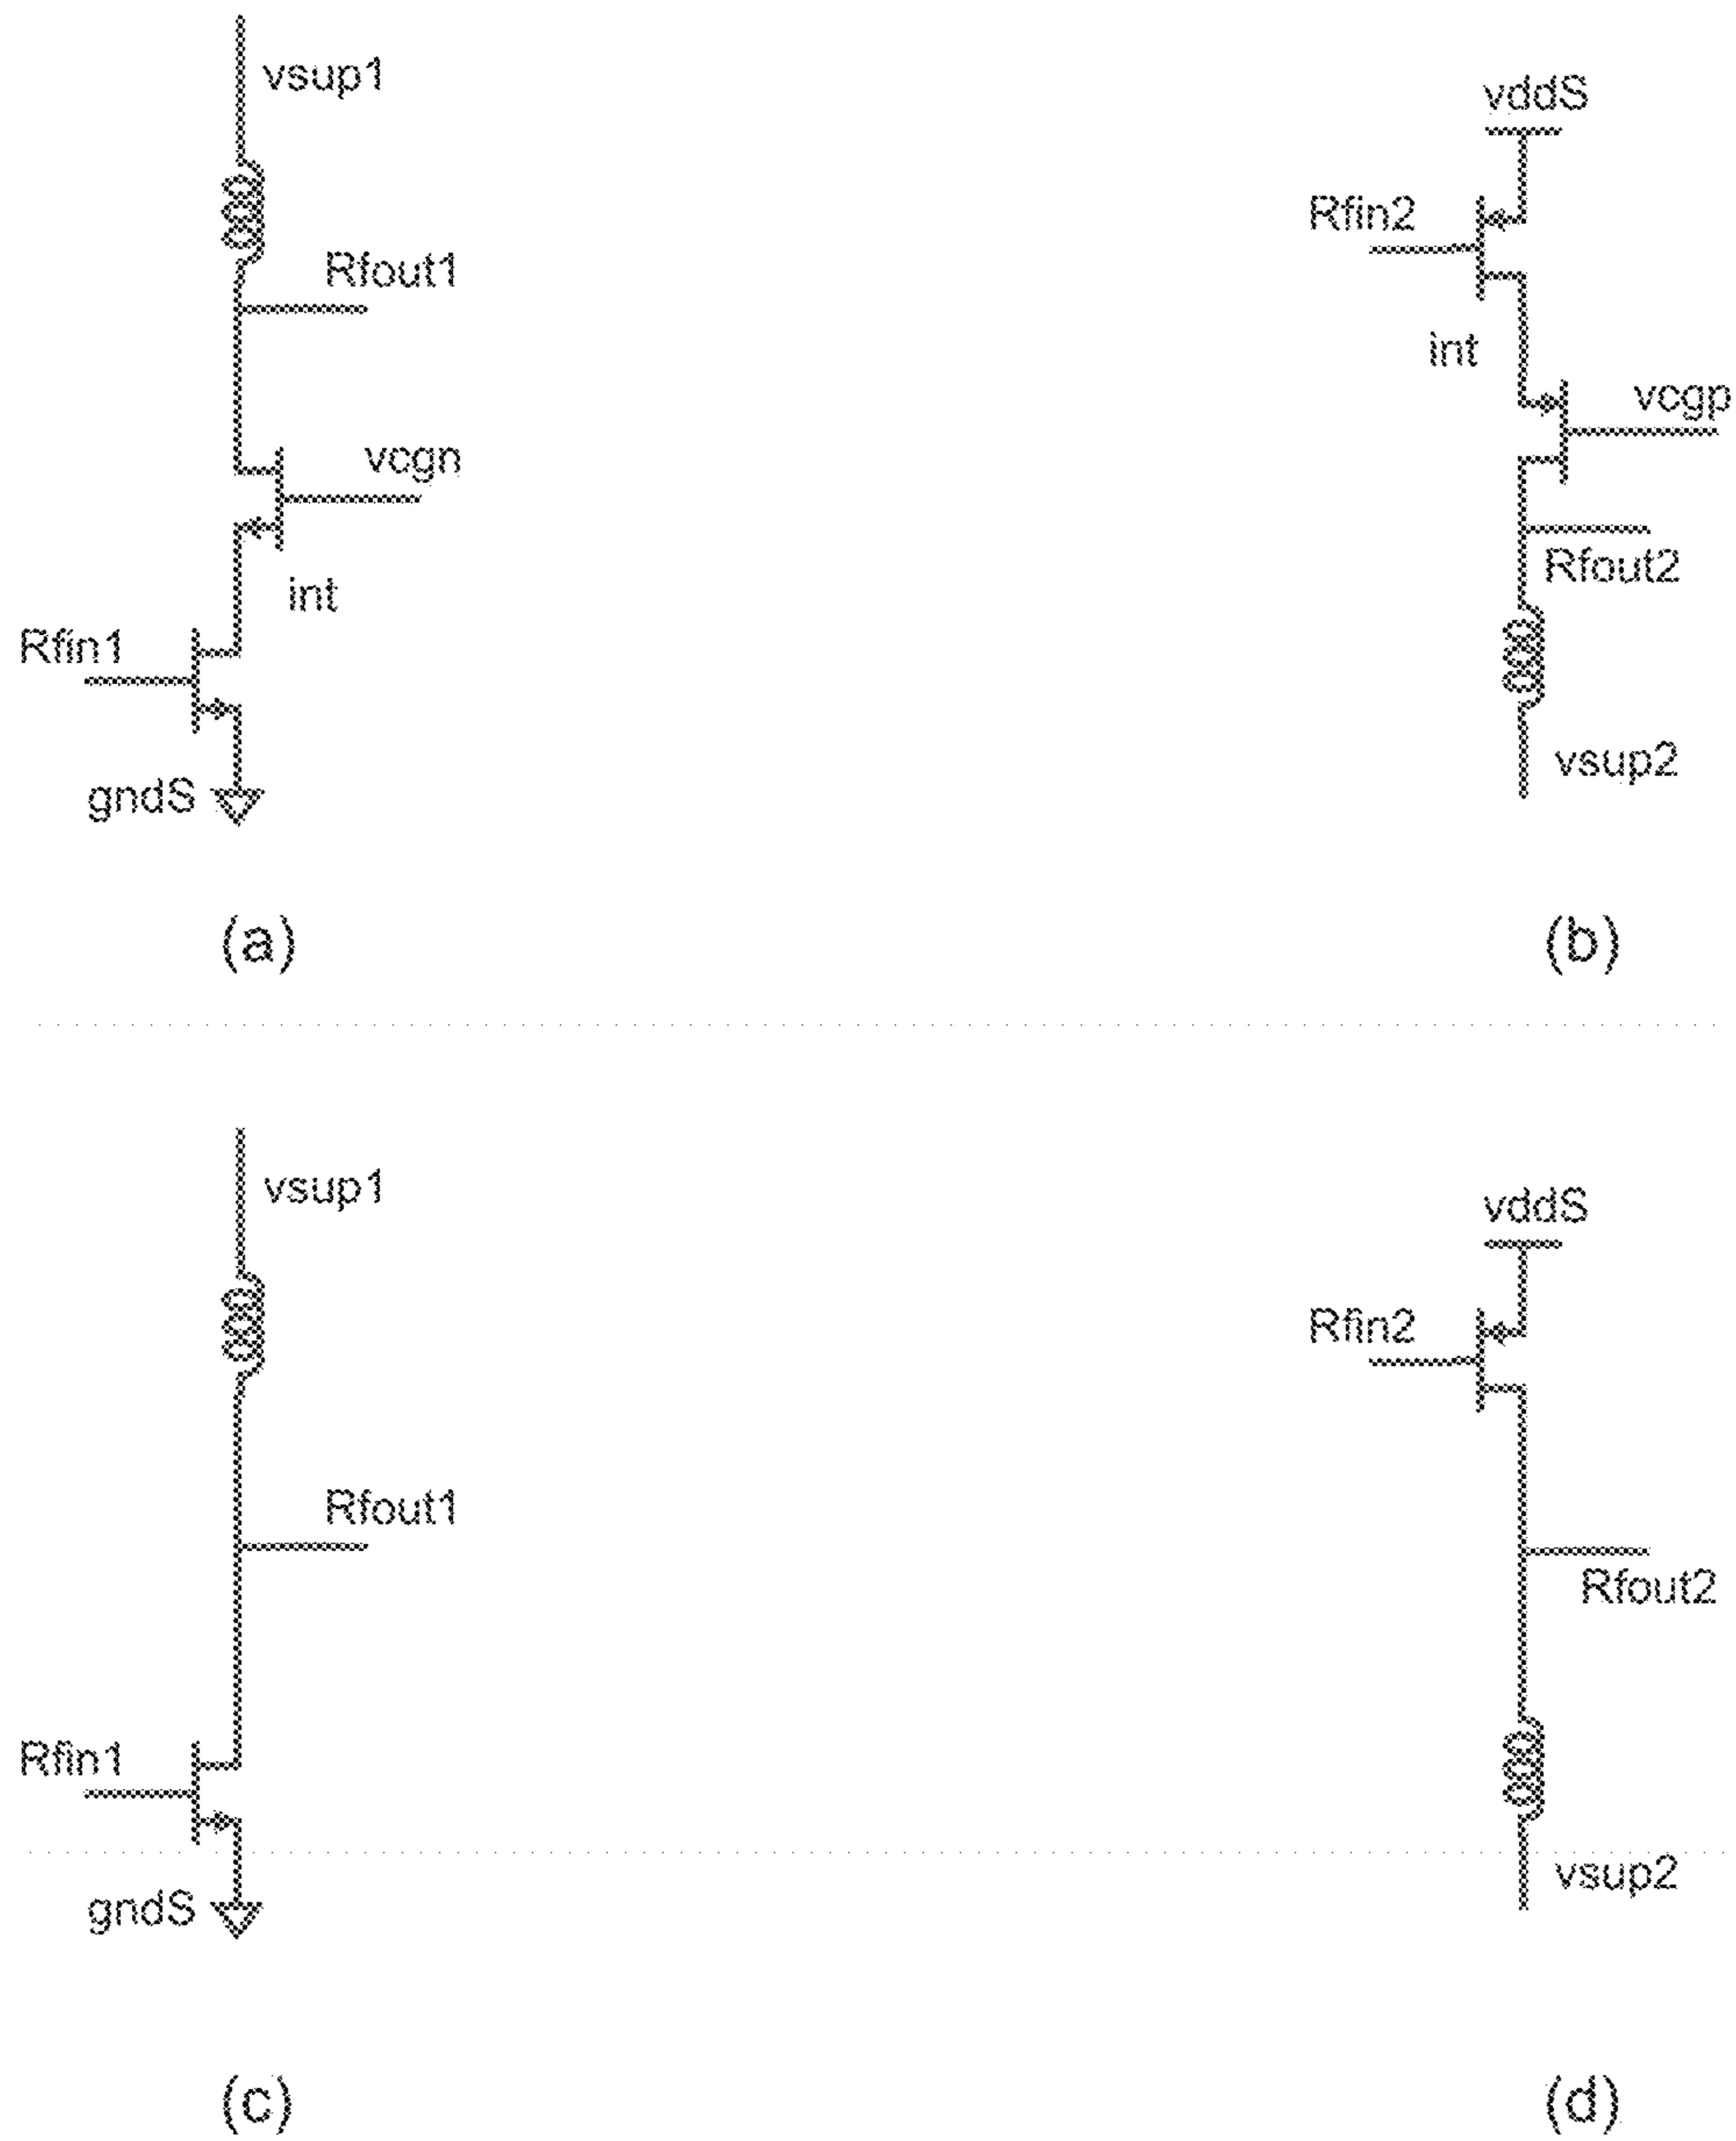 vsup1
vddS
Rfin2
Rfout1
int
vcgp
vcgn
Rfout2
int
Rfin1
vsup2
gndS
(a)
(b)
vsup1
vddS
Rfin2
Rfout1
Rfout2
Rfin1
vsup2
gndS
(c)
(d)